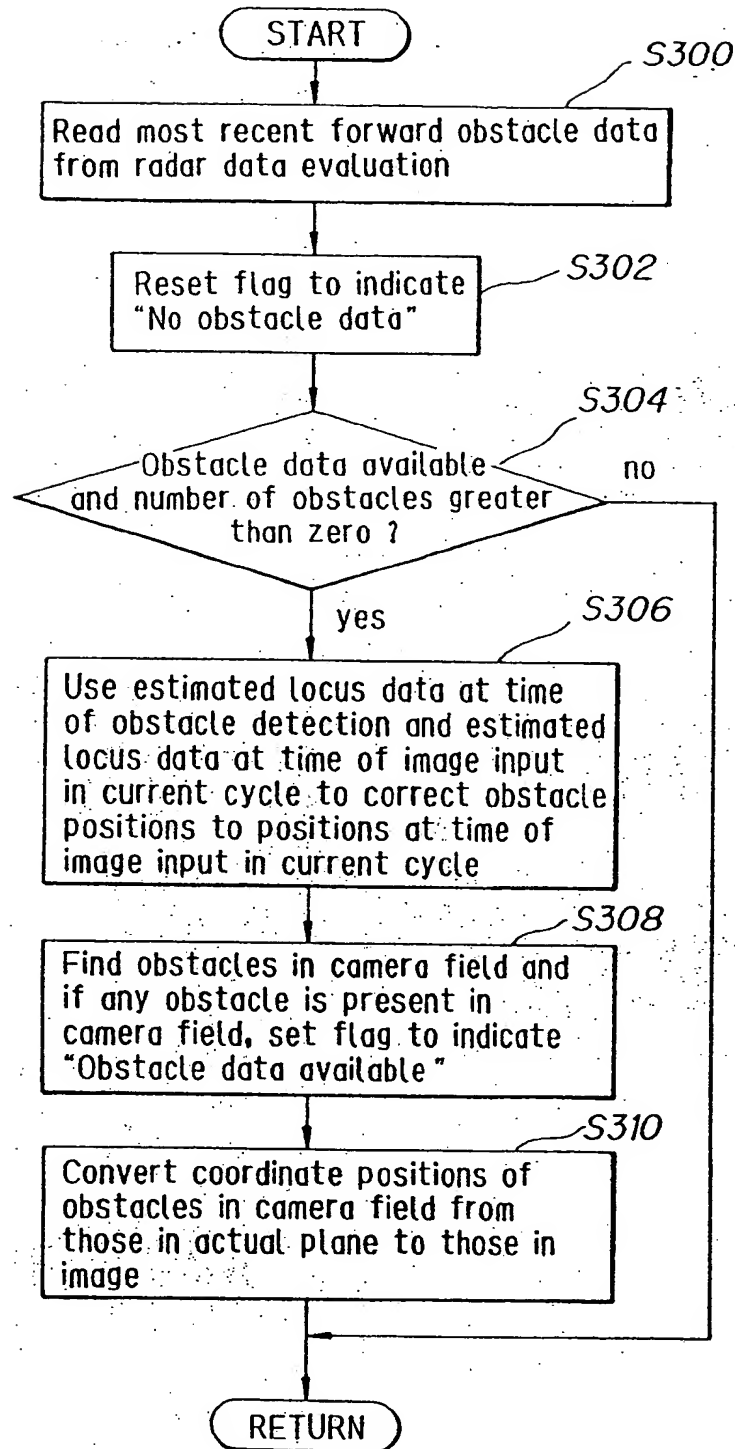 START
S300
Read most recent forward obstacle data
from radar data evaluation
S302
Reset flag to indicate
"No obstacle data"
S304
Obstacle data available
and number of obstacles greater
than zero ?
no
yes
S306
Use estimated locus data at time
of obstacle detection and estimated
locus data at time of image input
in current cycle to correct obstacle
positions to positions at time of
image input in current cycle
S308
Find obstacles in camera field and
if any obstacle is present in
camera field, set flag to indicate
"Obstacle data available"
S310
Convert coordinate positions of
obstacles in camera field from
those in actual plane to those in
image
RETURN